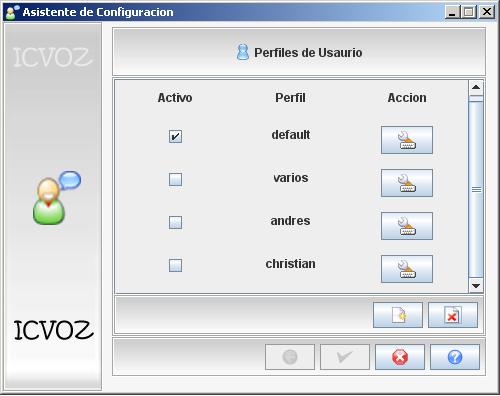 Asistente de Configuracion
ICVOZ
Perfiles de Usaurio
Activo Perfil Accion
default
varios
andres
christian
ICVOZ